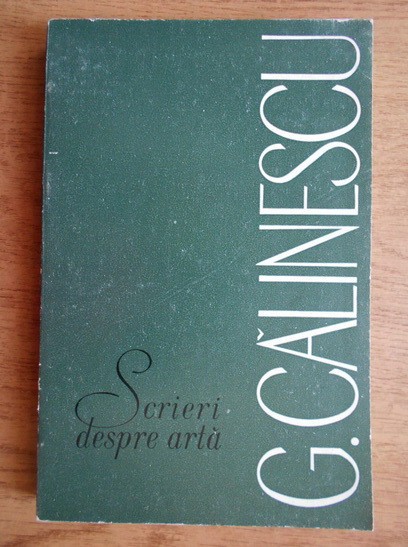 G. CĂLINESCU
Scrieri
despre artă